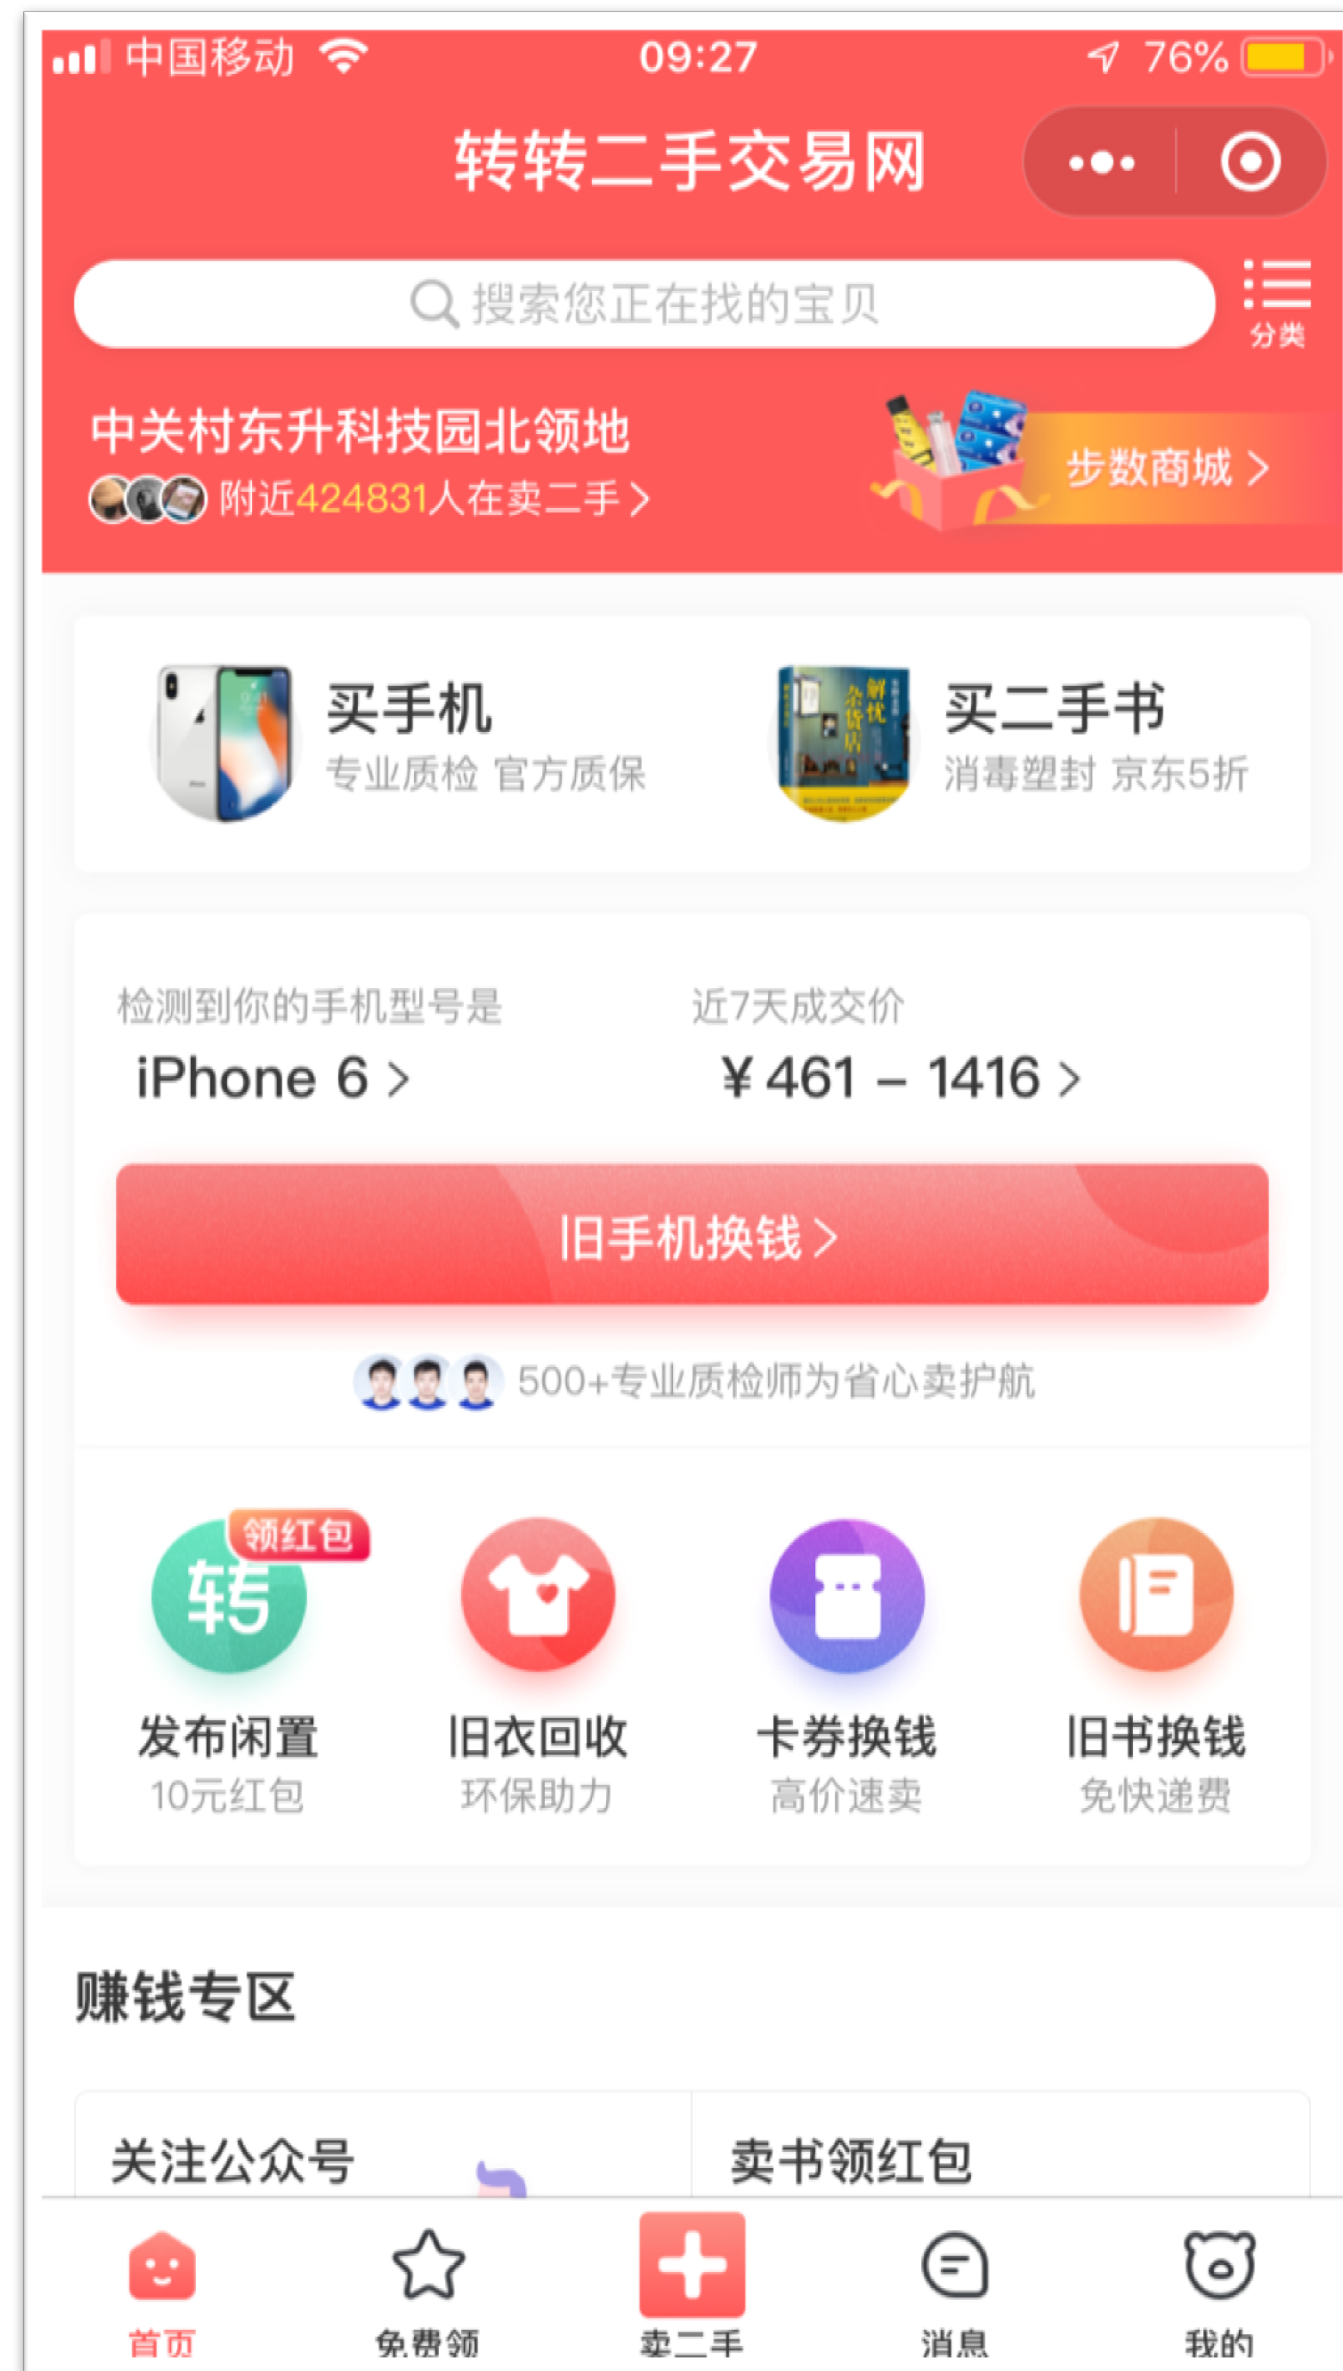 中国移动
09:27
76%
转转二手交易网
搜索您正在找的宝贝
分类
中关村东升科技园北领地
附近424831人在卖二手
步数商城
买手机
专业质检 官方质保
解忧
杂货店
买二手书
消毒塑封 京东5折
检测到你的手机型号是
iPhone 6
近7天成交价
¥461 – 1416
旧手机换钱
500+专业质检师为省心卖护航
领红包
转
发布闲置
10元红包
旧衣回收
环保助力
卡券换钱
高价速卖
旧书换钱
免快递费
赚钱专区
关注公众号
卖书领红包
首页
免费领
卖二手
消息
我的